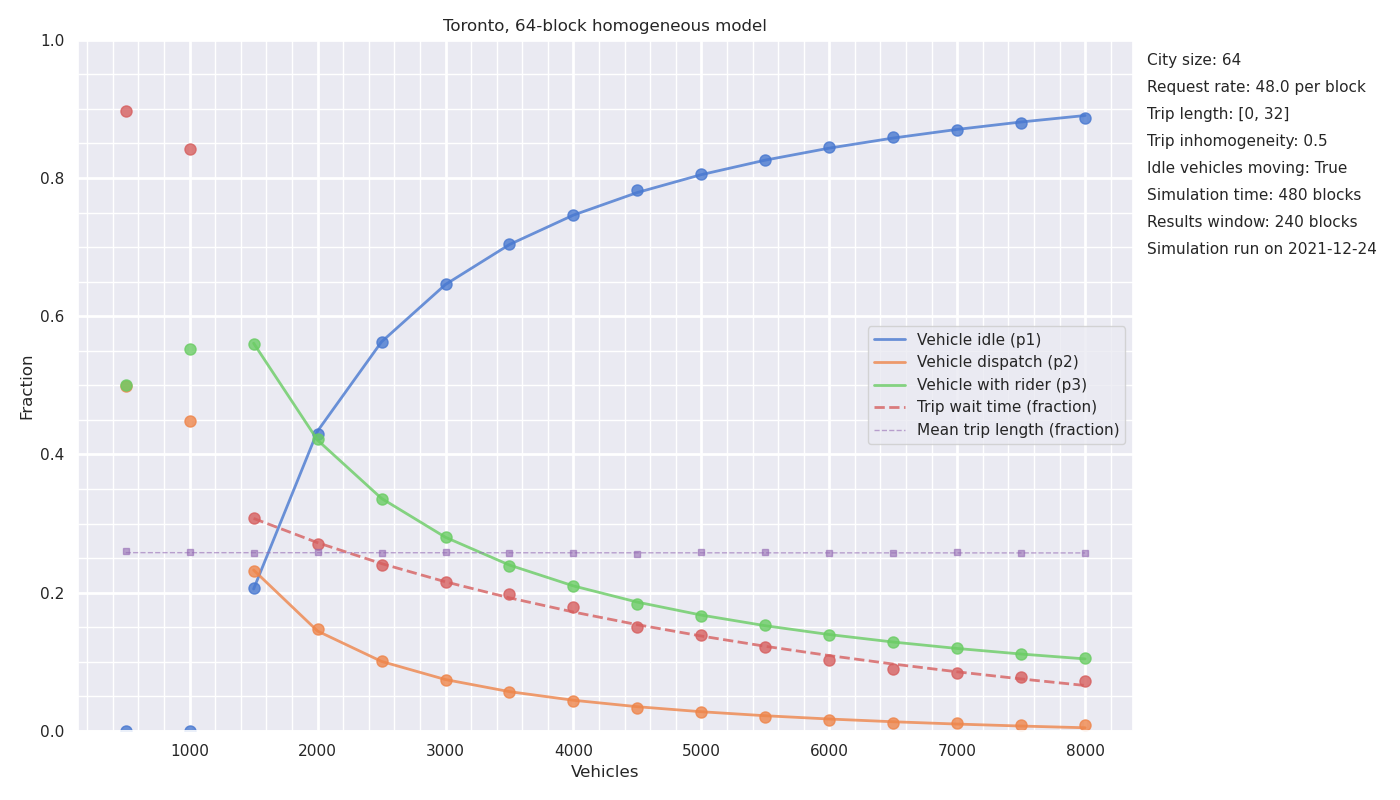 Toronto, 64-block homogeneous model
1.0
0.8
0.6
0.4
0.2
0.0
Fraction
1000 2000 3000 4000 5000 6000 7000 8000
Vehicles
Vehicle idle (p1)
Vehicle dispatch (p2)
Vehicle with rider (p3)
Trip wait time (fraction)
Mean trip length (fraction)
City size: 64
Request rate: 48.0 per block
Trip length: [0, 32]
Trip inhomogeneity: 0.5
Idle vehicles moving: True
Simulation time: 480 blocks
Results window: 240 blocks
Simulation run on 2021-12-24